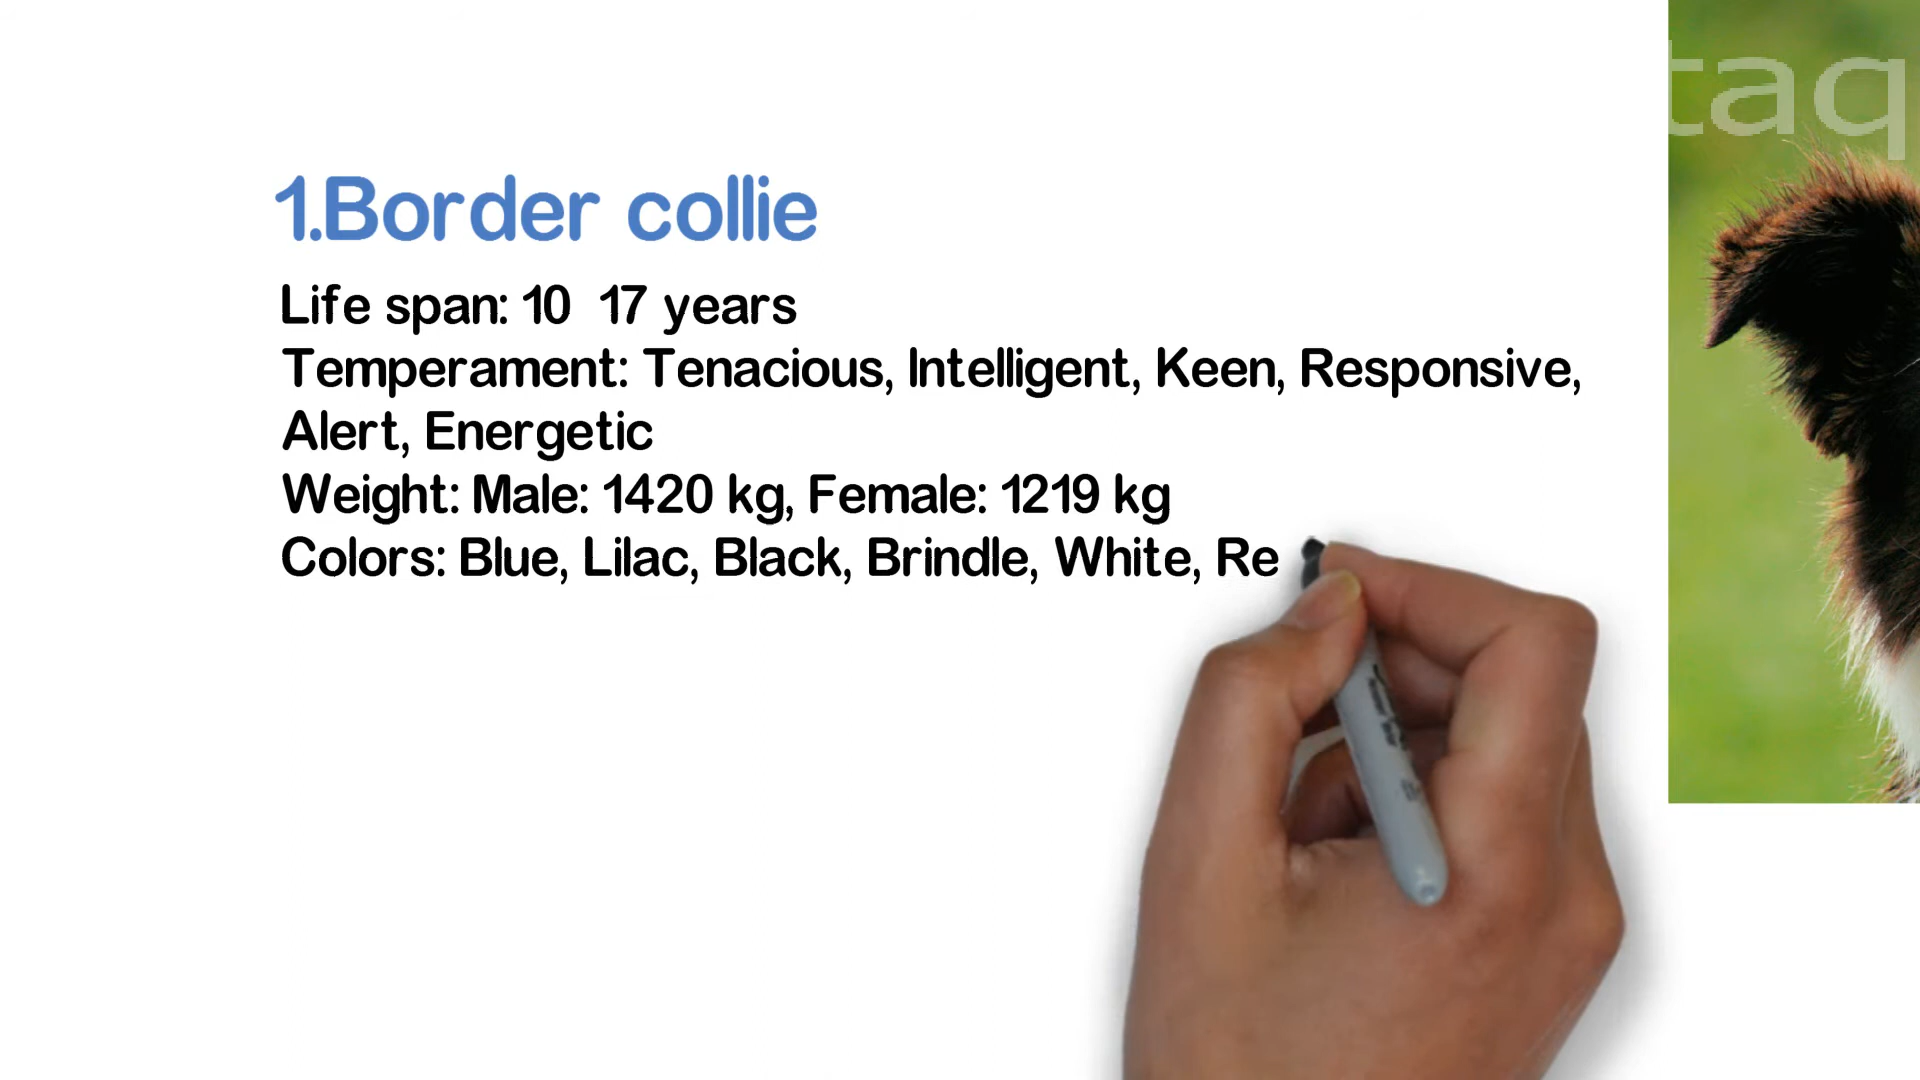 taq
1.Border collie
Life span: 10  17 years
Temperament: Tenacious, Intelligent, Keen, Responsive,
Alert, Energetic
Weight: Male: 1420 kg, Female: 1219 kg
Colors: Blue, Lilac, Black, Brindle, White, Re